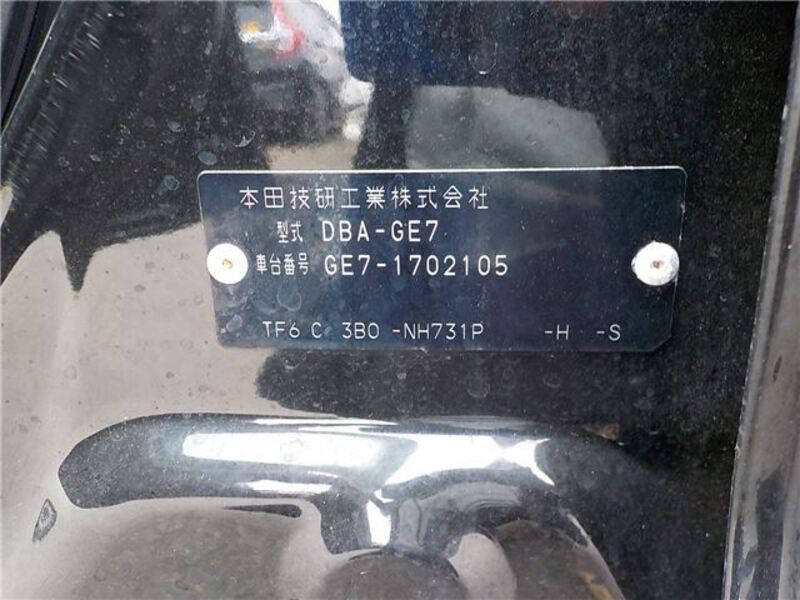 本田技研工業株式会社
型式 DBA-GE7
車台番号 GE7-1702105
TF6 C 3B0 -NH731P -H -S